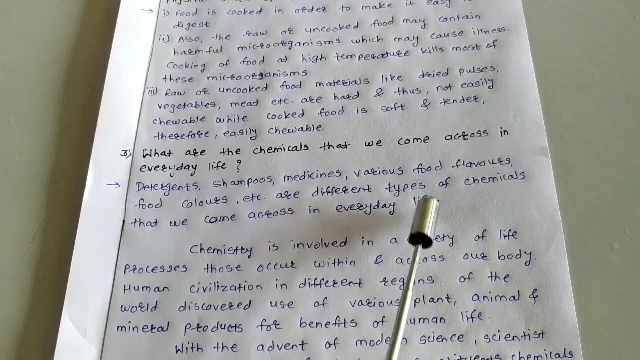 → i) Food is cooked in order to make it easy
digest
ii) Also, the raw or uncooked food may contain
harmful microorganisms which may cause illness.
Cooking of food at high temperature kills most of
these microorganisms
iii) Raw or uncooked food materials like dried pulses,
vegetables, meat etc. are hard & thus, not easily
chewable while cooked food is soft & tender,
therefore, easily chewable.
3) What are the chemicals that we come across in
everyday life ?
→ Detergents, shampoos, medicines, various food flavours,
food colours, etc. are different types of chemicals
that we come across in everyday
Chemistry is involved in a of life
Processes those occur within & across our body.
Human civilization in different regions of the
world discovered use of various plant, animal &
mineral products for benefits of human life.
With the advent of modern science, scientist
chemicals